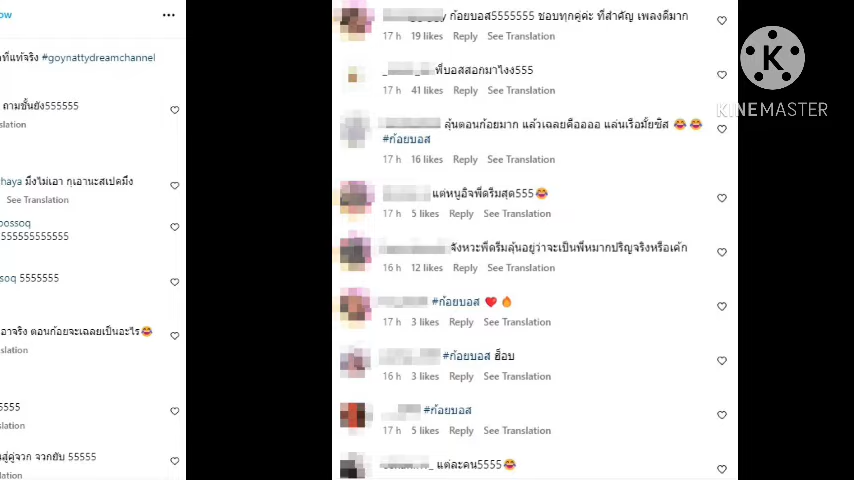 ow
ที่แท้จริง #goynattydreamchannel
ถามชั้นยัง555555
slation
haya มึงไม่เอา กุเอานะสเปคมึง
See Translation
bossoq
555555555555
soq 5555555
อาจริง ตอนก้อยจะเฉลยเป็นอะไร😂
slation
5555
lation
สู่คู่จวก จวกยับ 55555
lation
ก้อยบอส5555555 ชอบทุกคู่ค่ะ ที่สำคัญ เพลงดีมาก
17 h 19 likes Reply See Translation
พี่บอสสอกมาไงง555
17 h 41 likes Reply See Translation
ลุ้นตอนก้อยมาก แล้วเฉลยคืออออ แล่นเรือมั้ยซิส 😂 😂
#ก้อยบอส
17 h 16 likes Reply See Translation
แต่หนูอิจพี่ดรีมสุด555😂
17 h 5 likes Reply See Translation
จังหวะพี่ดรีมลุ้นอยู่ว่าจะเป็นพี่หมากปริญจริงหรือเค้ก
16 h 12 likes Reply See Translation
#ก้อยบอส ❤️ 🔥
17 h 3 likes Reply See Translation
#ก้อยบอส ฮ็อบ
16 h 3 likes Reply See Translation
#ก้อยบอส
17 h 5 likes Reply See Translation
แต่ละคน5555😂
K
KINEMASTER